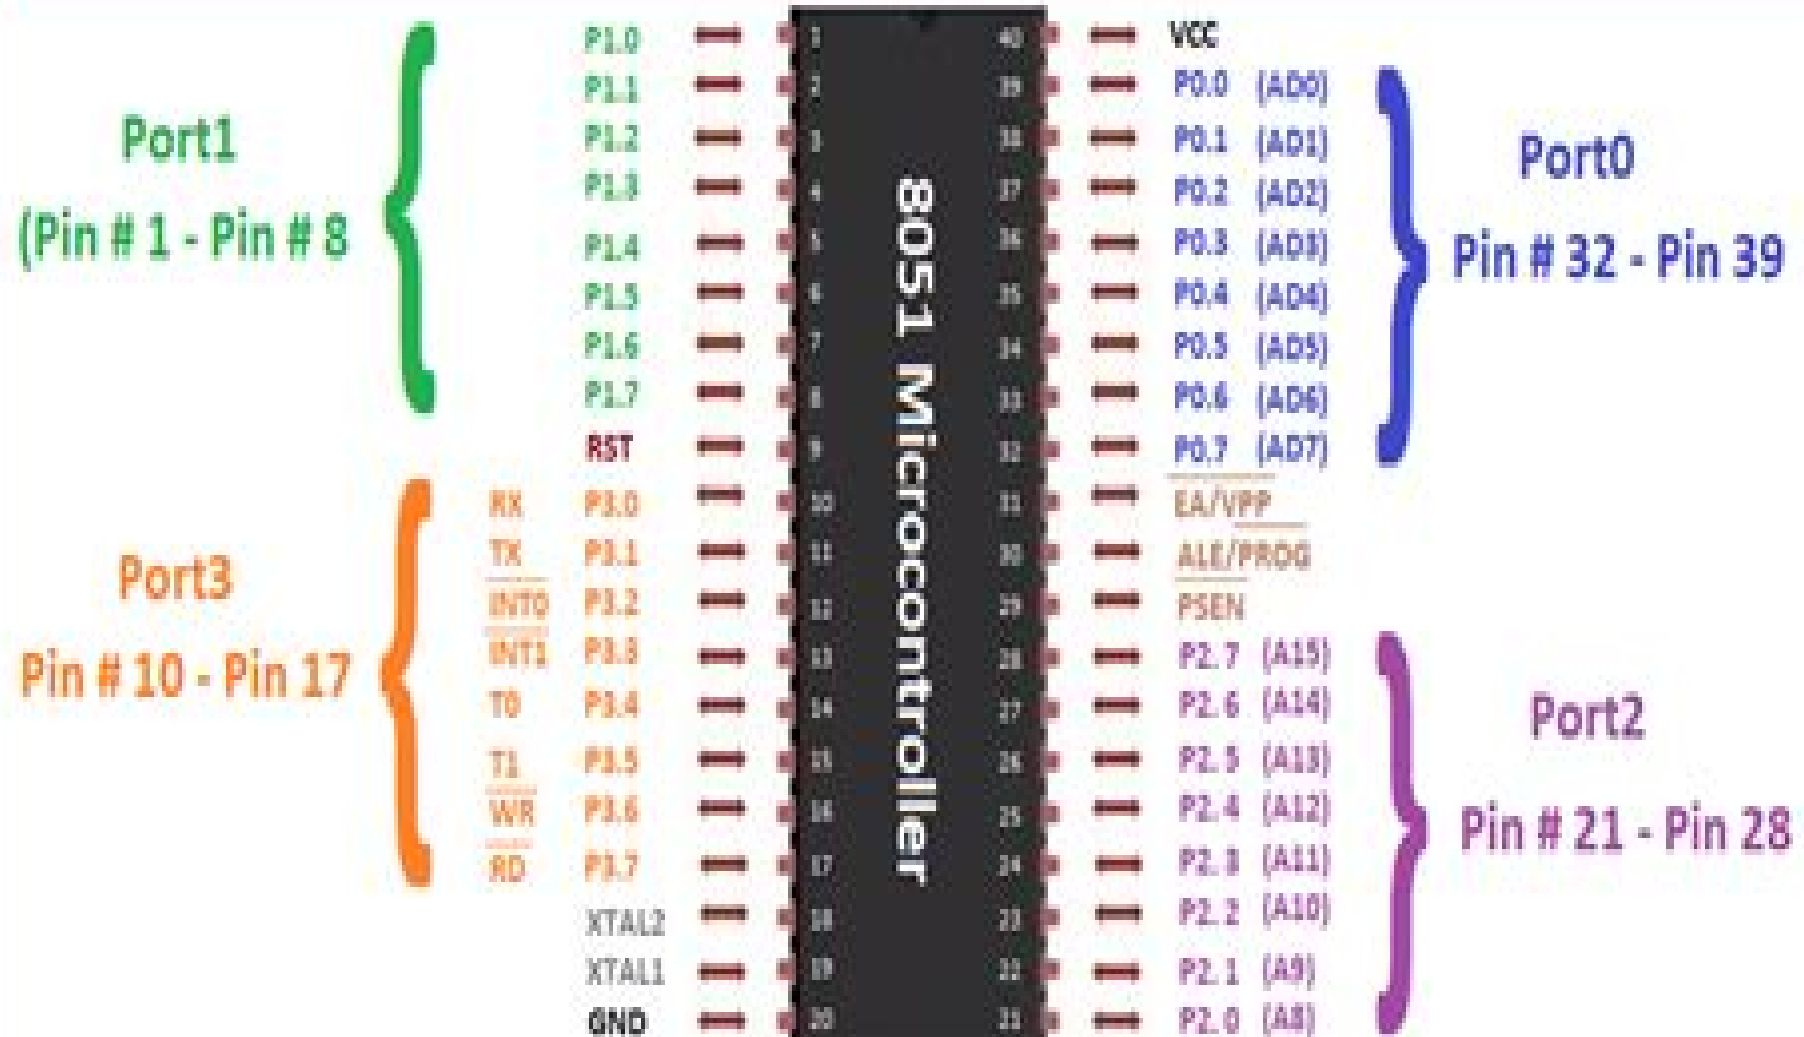 Port1
(Pin # 1 - Pin # 8
Port3
Pin # 10 - Pin 17
P1.0
P1.1
P1.2
P1.3
P1.4
P1.5
P1.6
P1.7
RST
RX P3.0
TX P3.1
INT0 P3.2
INT1 P3.3
T0 P3.4
T1 P3.5
WR P3.6
RD P3.7
XTAL2
XTAL1
GND
1
2
3
4
5
6
7
8
9
10
11
12
13
14
15
16
17
18
19
20
8051 Microcontroller
40
39
38
37
36
35
34
33
32
31
30
29
28
27
26
25
24
23
22
21
VCC
P0.0 (AD0)
P0.1 (AD1)
P0.2 (AD2)
P0.3 (AD3)
P0.4 (AD4)
P0.5 (AD5)
P0.6 (AD6)
P0.7 (AD7)
EA/VPP
ALE/PROG
PSEN
P2.7 (A15)
P2.6 (A14)
P2.5 (A13)
P2.4 (A12)
P2.3 (A11)
P2.2 (A10)
P2.1 (A9)
P2.0 (A8)
Port0
Pin # 32 - Pin 39
Port2
Pin # 21 - Pin 28